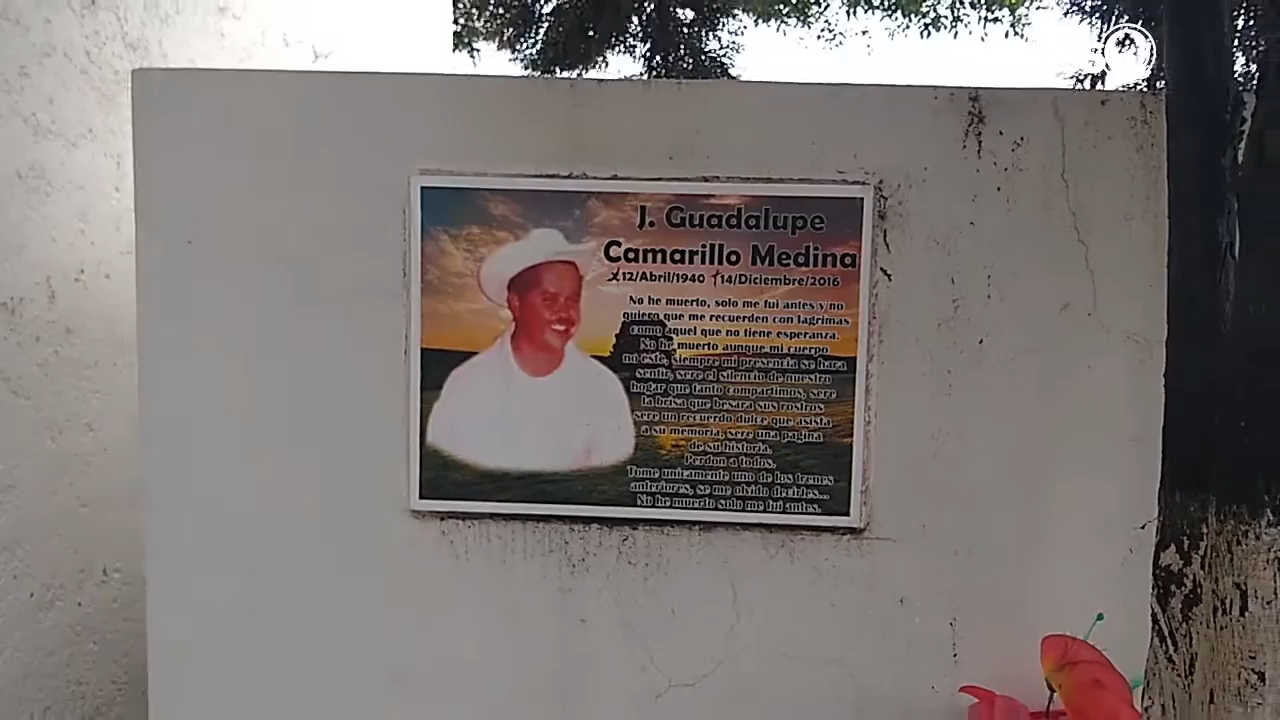 J. Guadalupe
Camarillo Medina
12/Abril/1940 14/Diciembre/2016
No he muerto, solo me fui antes y no
quiero que me recuerden con lagrimas
como aquel que no tiene esperanza.
No he muerto aunque mi cuerpo
no este, siempre mi presencia se hara
sentir, sere el silencio de nuestro
hogar que tanto compartimos, sere
la brisa que besara sus rostros
sere un recuerdo dulce que asista
a su memoria, sere una pagina
de su historia.
Perdon a todos.
Tome unicamente uno de los trenes
anteriores, se me olvido decirles...
No he muerto solo me fui antes.